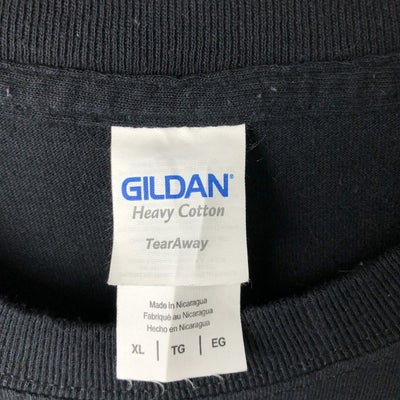 GILDAN®
Heavy Cotton
TearAway
Made in Nicaragua
Fabriqué au Nicaragua
Hecho en Nicaragua
XL | TG | EG